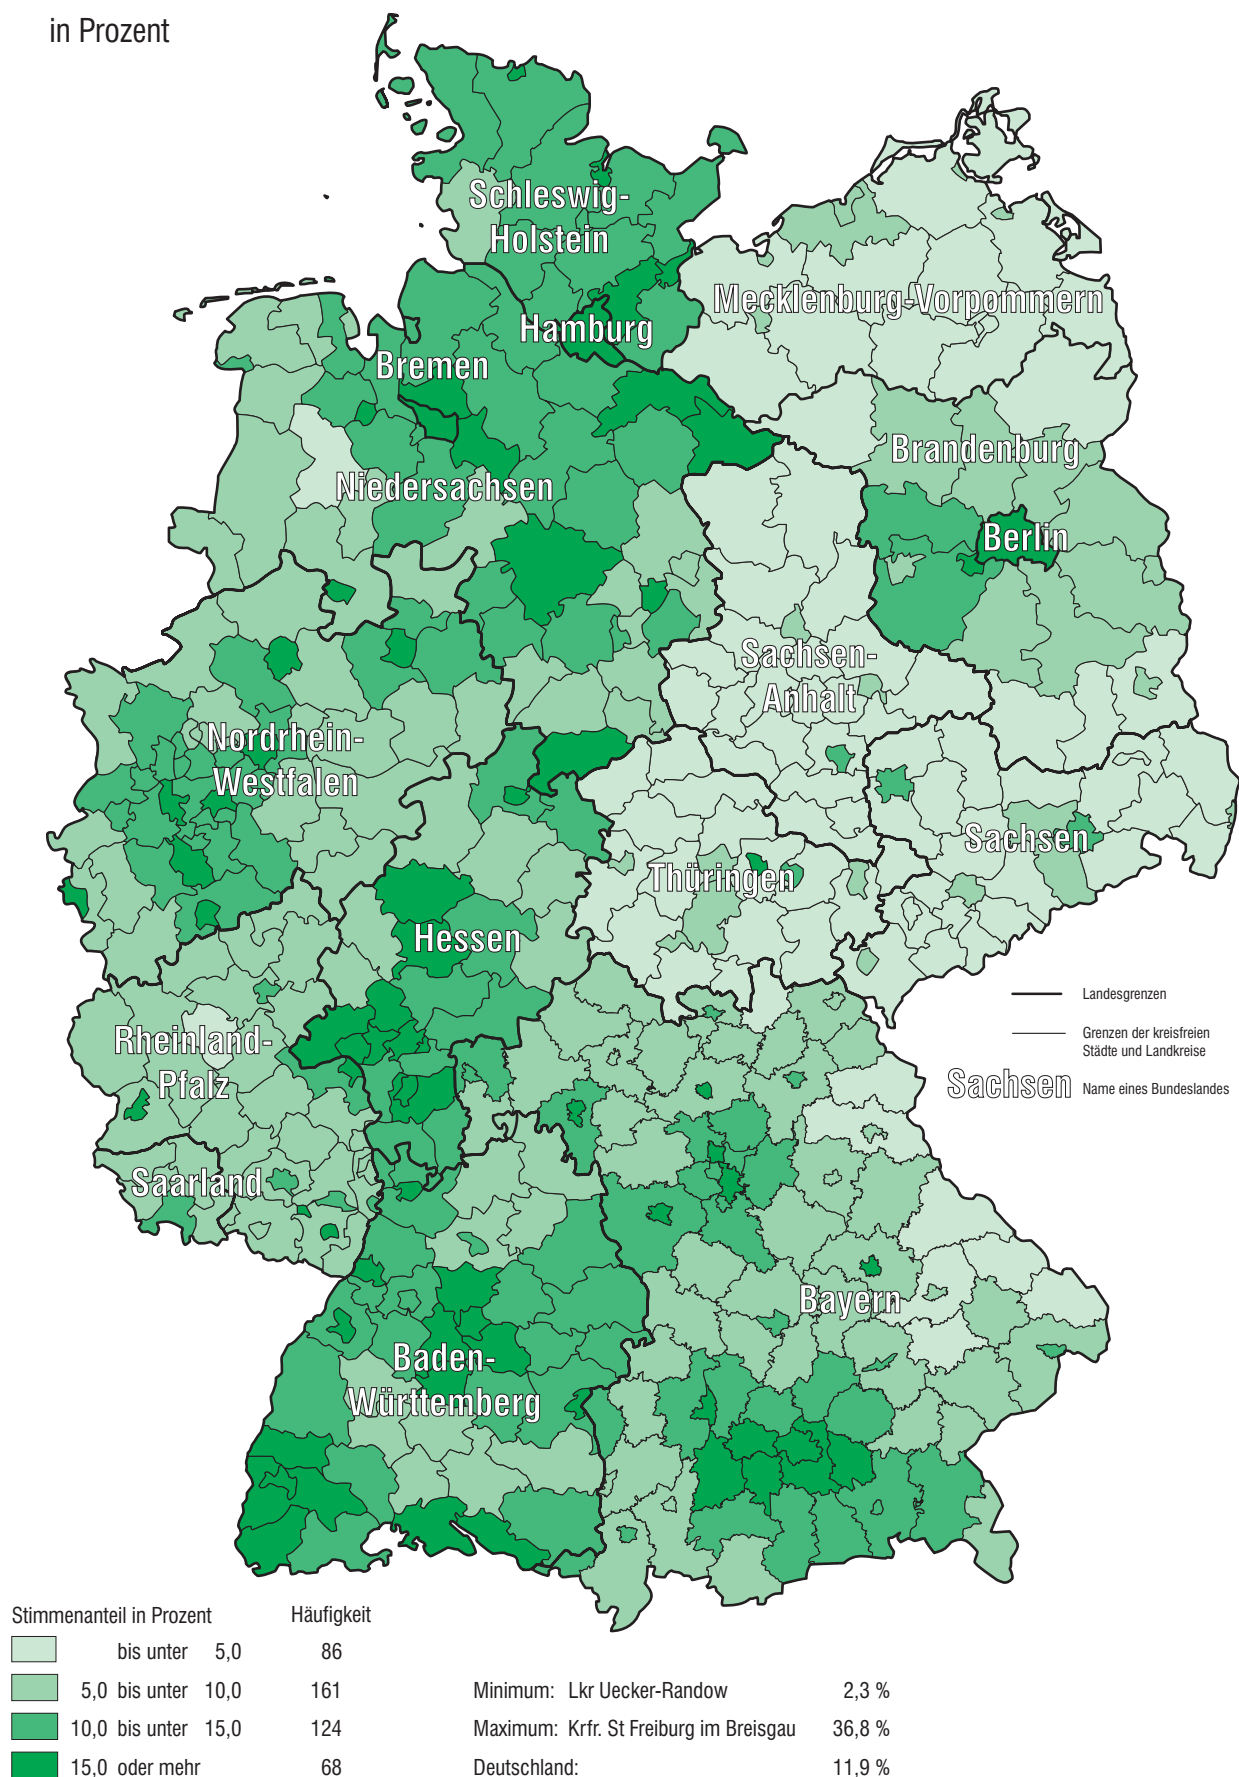 in Prozent
Schleswig-
Holstein
Mecklenburg-Vorpommern
Hamburg
Bremen
Brandenburg
Niedersachsen
Berlin
Sachsen-
Anhalt
Nordrhein-
Westfalen
Sachsen
Thüringen
Hessen
Landesgrenzen
Grenzen der kreisfreien
Städte und Landkreise
Sachsen Name eines Bundeslandes
Rheinland-
Pfalz
Saarland
Bayern
Baden-
Württemberg
Stimmenanteil in Prozent Häufigkeit
bis unter 5,0 86
5,0 bis unter 10,0 161
10,0 bis unter 15,0 124
15,0 oder mehr 68
Minimum: Lkr Uecker-Randow 2,3 %
Maximum: Krfr. St Freiburg im Breisgau 36,8 %
Deutschland: 11,9 %